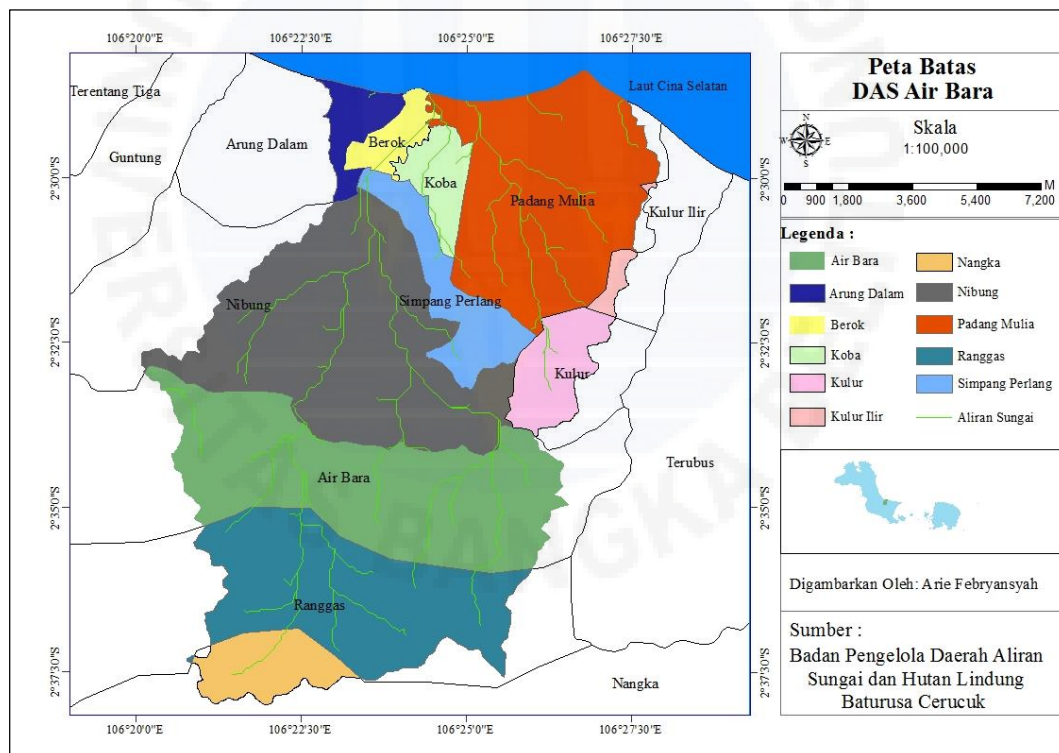 106°20'0"E 106°22'30"E 106°25'0"E 106°27'30"E
Terentang Tiga
Laut Cina Selatan
Guntung
Arung Dalam
Berok
Koba
Padang Mulia
Kulur Ilir
Nibung
Simpang Perlang
Kulur
Terubus
Air Bara
Ranggas
Nangka
2°30'0"S
2°32'30"S
2°35'0"S
2°37'30"S
2°30'0"S
2°32'30"S
2°35'0"S
2°37'30"S
106°20'0"E 106°22'30"E 106°25'0"E 106°27'30"E
Peta Batas
DAS Air Bara
N
W E
S
Skala
1:100,000
M
0 900 1,800 3,600 5,400 7,200
Legenda :
Air Bara
Nangka
Arung Dalam
Nibung
Berok
Padang Mulia
Koba
Ranggas
Kulur
Simpang Perlang
Kulur Ilir
Aliran Sungai
Digambarkan Oleh: Arie Febryansyah
Sumber :
Badan Pengelola Daerah Aliran
Sungai dan Hutan Lindung
Baturusa Cerucuk